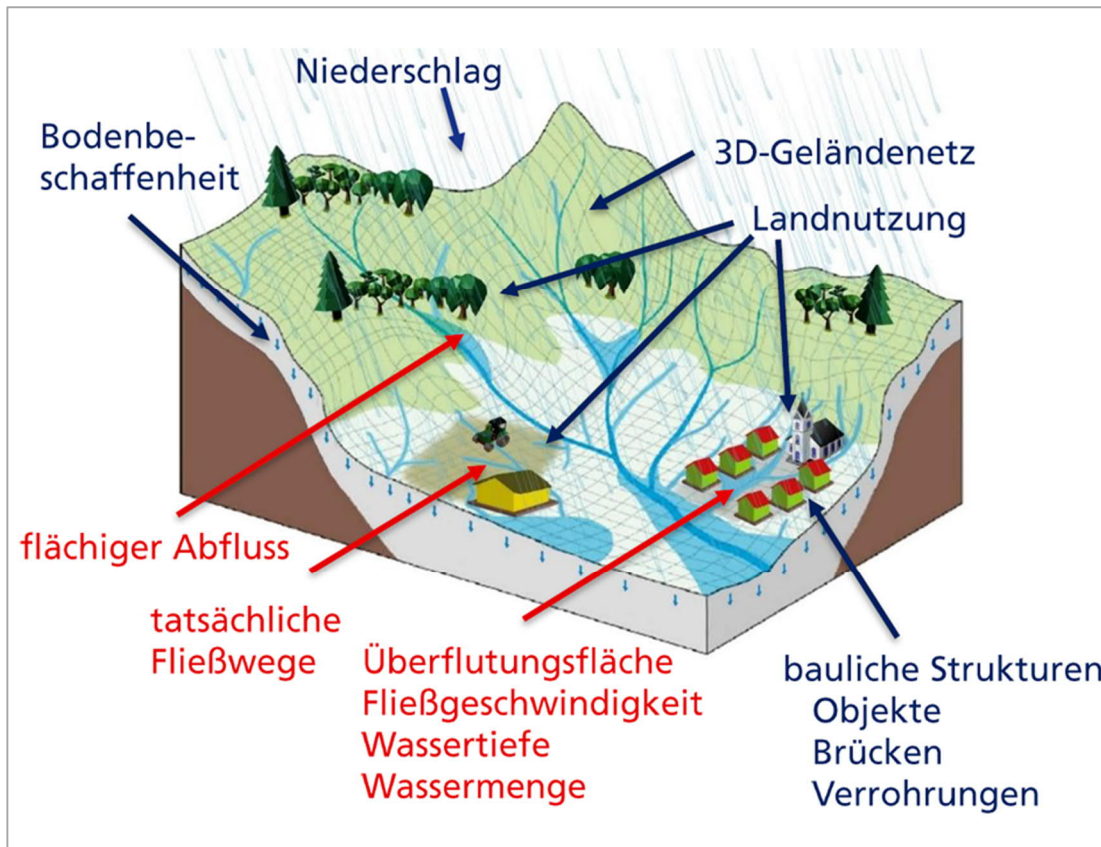 Niederschlag
Bodenbe-
schaffenheit
3D-Geländenetz
Landnutzung
flächiger Abfluss
tatsächliche
Fließwege
Überflutungsfläche
Fließgeschwindigkeit
Wassertiefe
Wassermenge
bauliche Strukturen
Objekte
Brücken
Verrohrungen